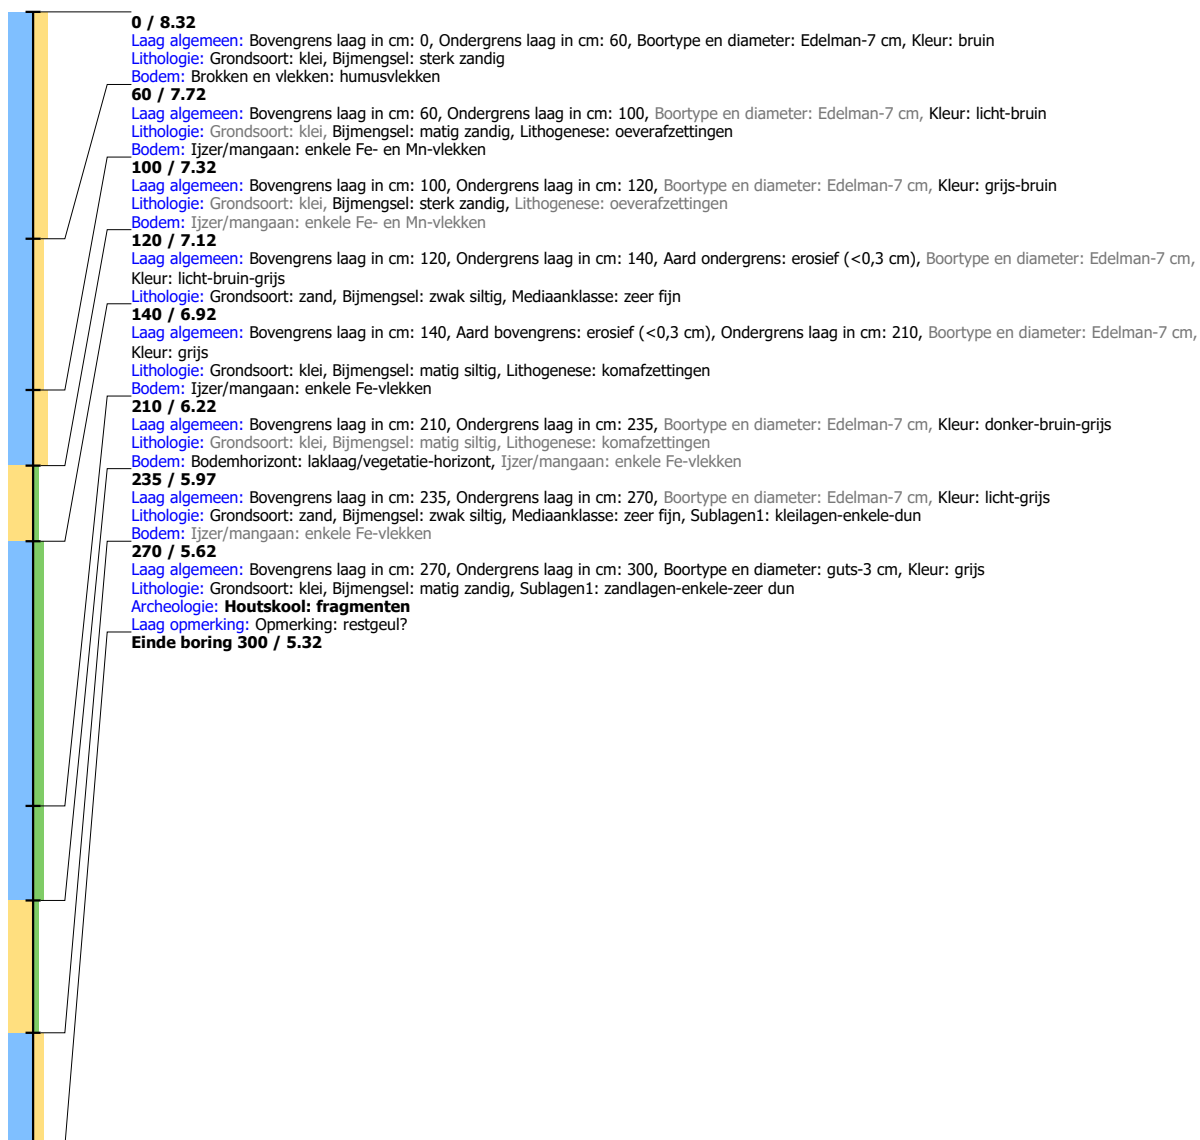 0 / 8.32
Laag algemeen: Bovengrens laag in cm: 0, Ondergrens laag in cm: 60, Boortype en diameter: Edelman-7 cm, Kleur: bruin
Lithologie: Grondsoort: klei, Bijmengsel: sterk zandig
Bodem: Brokken en vlekken: humusvlekken
60 / 7.72
Laag algemeen: Bovengrens laag in cm: 60, Ondergrens laag in cm: 100, Boortype en diameter: Edelman-7 cm, Kleur: licht-bruin
Lithologie: Grondsoort: klei, Bijmengsel: matig zandig, Lithogenese: oeverafzettingen
Bodem: Ijzer/mangaan: enkele Fe- en Mn-vlekken
100 / 7.32
Laag algemeen: Bovengrens laag in cm: 100, Ondergrens laag in cm: 120, Boortype en diameter: Edelman-7 cm, Kleur: grijs-bruin
Lithologie: Grondsoort: klei, Bijmengsel: sterk zandig, Lithogenese: oeverafzettingen
Bodem: Ijzer/mangaan: enkele Fe- en Mn-vlekken
120 / 7.12
Laag algemeen: Bovengrens laag in cm: 120, Ondergrens laag in cm: 140, Aard ondergrens: erosief (<0,3 cm), Boortype en diameter: Edelman-7 cm,
Kleur: licht-bruin-grijs
Lithologie: Grondsoort: zand, Bijmengsel: zwak siltig, Mediaanklasse: zeer fijn
140 / 6.92
Laag algemeen: Bovengrens laag in cm: 140, Aard bovengrens: erosief (<0,3 cm), Ondergrens laag in cm: 210, Boortype en diameter: Edelman-7 cm,
Kleur: grijs
Lithologie: Grondsoort: klei, Bijmengsel: matig siltig, Lithogenese: komafzettingen
Bodem: Ijzer/mangaan: enkele Fe-vlekken
210 / 6.22
Laag algemeen: Bovengrens laag in cm: 210, Ondergrens laag in cm: 235, Boortype en diameter: Edelman-7 cm, Kleur: donker-bruin-grijs
Lithologie: Grondsoort: klei, Bijmengsel: matig siltig, Lithogenese: komafzettingen
Bodem: Bodemhorizont: laklaag/vegetatie-horizont, Ijzer/mangaan: enkele Fe-vlekken
235 / 5.97
Laag algemeen: Bovengrens laag in cm: 235, Ondergrens laag in cm: 270, Boortype en diameter: Edelman-7 cm, Kleur: licht-grijs
Lithologie: Grondsoort: zand, Bijmengsel: zwak siltig, Mediaanklasse: zeer fijn, Sublagen1: kleilagen-enkele-dun
Bodem: Ijzer/mangaan: enkele Fe-vlekken
270 / 5.62
Laag algemeen: Bovengrens laag in cm: 270, Ondergrens laag in cm: 300, Boortype en diameter: guts-3 cm, Kleur: grijs
Lithologie: Grondsoort: klei, Bijmengsel: matig zandig, Sublagen1: zandlagen-enkele-zeer dun
Archeologie: Houtskool: fragmenten
Laag opmerking: Opmerking: restgeul?
Einde boring 300 / 5.32